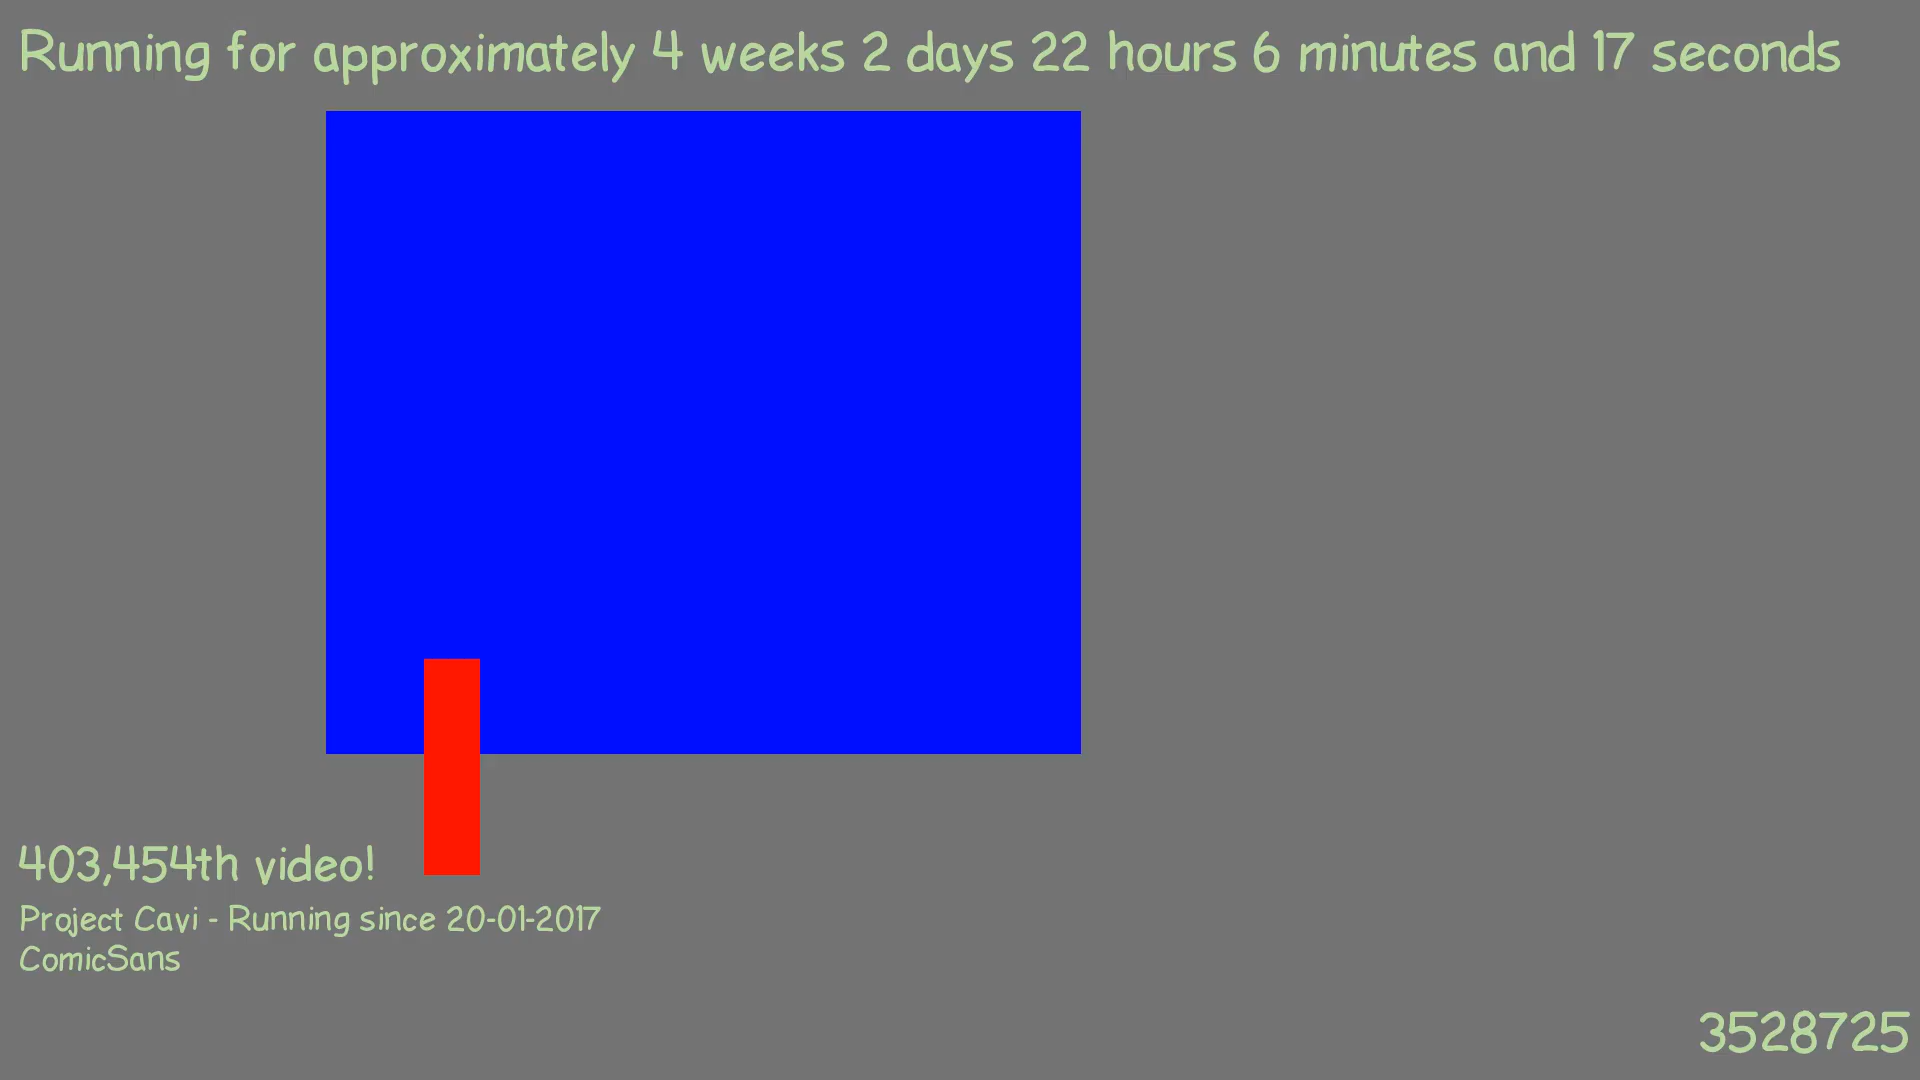 Running for approximately 4 weeks 2 days 22 hours 6 minutes and 17 seconds
403,454th video!
Project Cavi - Running since 20-01-2017
ComicSans
3528725